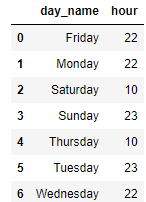 day_name hour
0 Friday 22
1 Monday 22
2 Saturday 10
3 Sunday 23
4 Thursday 10
5 Tuesday 23
6 Wednesday 22